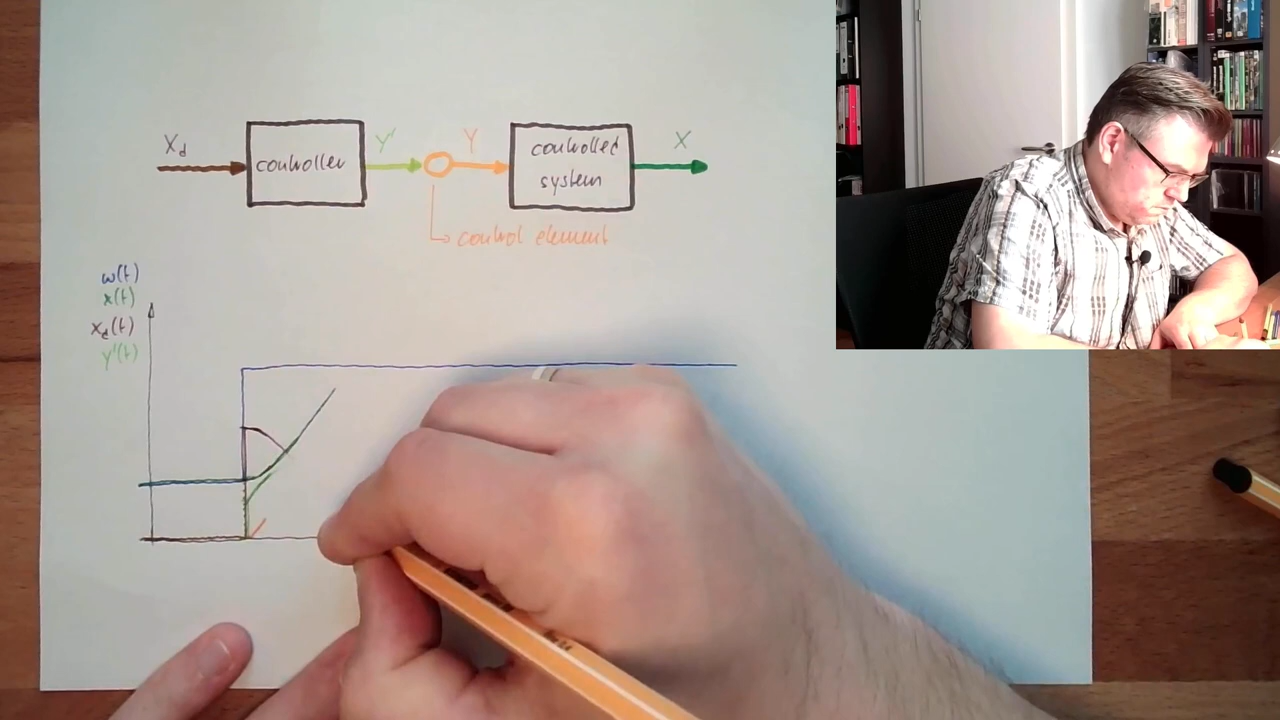 Xd
controller
Y'
Y
controlled
system
X
control element
w(t)
x(t)
xd(t)
y'(t)